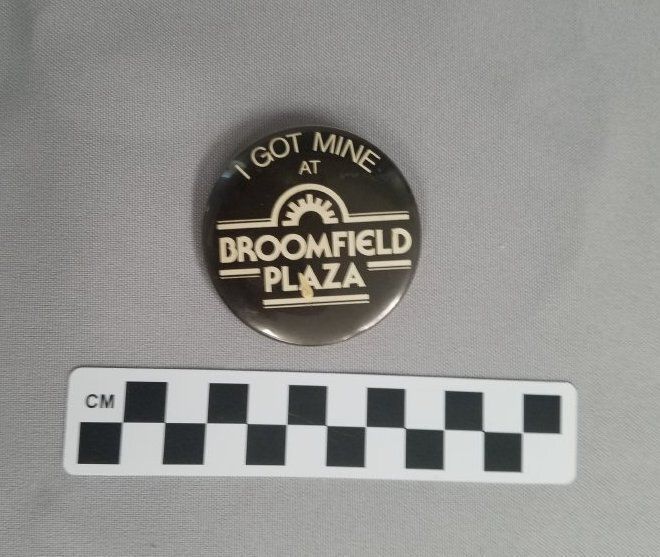 I GOT MINE
AT
BROOMFIELD
PLAZA
CM